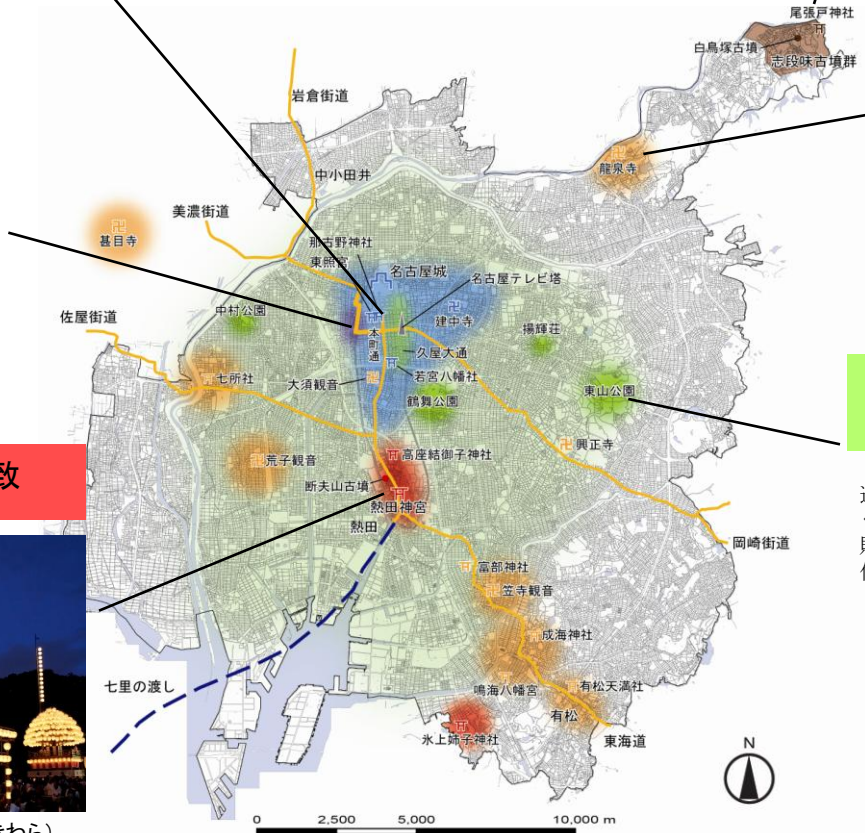 尾張戸神社
白鳥塚古墳
志段味古墳群
岩倉街道
龍泉寺
中小田井
美濃街道
甚目寺
那古野神社
東照宮
名古屋城
名古屋テレビ塔
建中寺
中村公園
佐屋街道
本町通
揚輝荘
久屋大通
七所社
大須観音
若宮八幡社
鶴舞公園
東山公園
興正寺
荒子観音
高座結御子神社
断夫山古墳
致
熱田神宮
熱田
岡崎街道
富部神社
笠寺観音
成海神社
七里の渡し
鳴海八幡宮
有松天満社
有松
氷上姉子神社
東海道
N
0 2,500 5,000 10,000 m